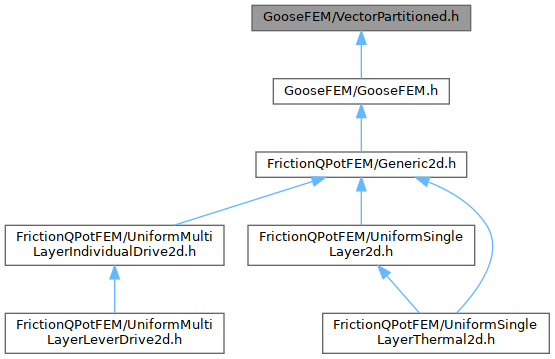 GooseFEM/VectorPartitioned.h
GooseFEM/GooseFEM.h
FrictionQPotFEM/Generic2d.h
FrictionQPotFEM/UniformMulti
LayerIndividualDrive2d.h
FrictionQPotFEM/UniformSingle
Layer2d.h
FrictionQPotFEM/UniformMulti
LayerLeverDrive2d.h
FrictionQPotFEM/UniformSingle
LayerThermal2d.h